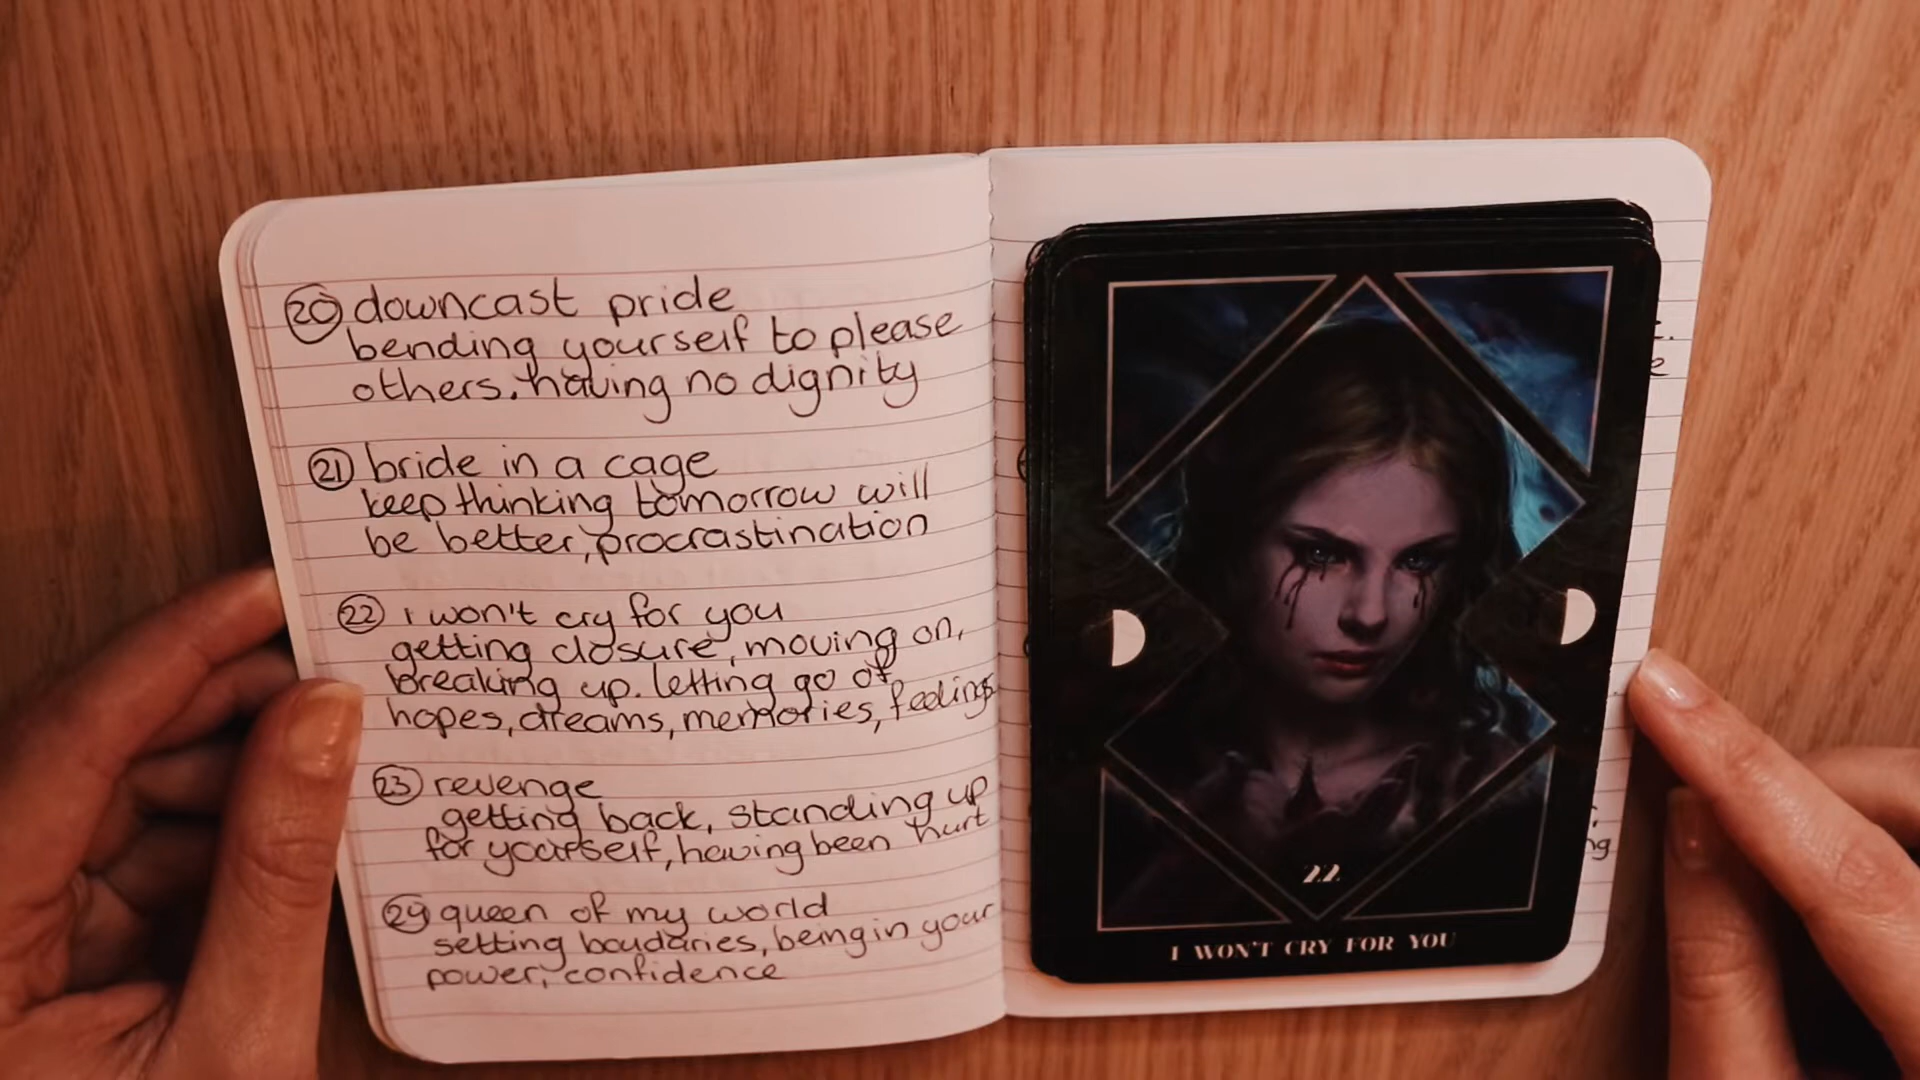 20 downcast pride
bending yourself to please
others. having no dignity
21 bride in a cage
keep thinking tomorrow will
be better, procrastination
22 i won't cry for you
getting closure, moving on,
breaking up. letting go of
hopes, dreams, memories, feelings
23 revenge
getting back, standing up
for yourself, having been hurt
24 queen of my world
setting boudaries, being in your
power, confidence
22
I WON'T CRY FOR YOU